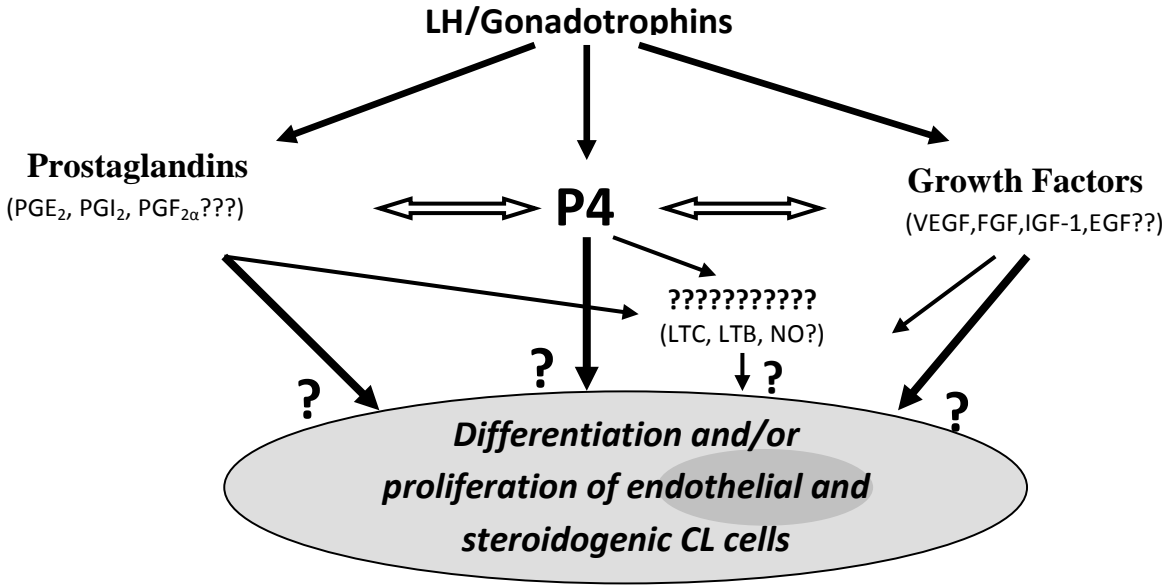 LH/Gonadotrophins
Prostaglandins
(PGE₂, PGI₂, PGF₂α???)
P4
Growth Factors
(VEGF,FGF,IGF-1,EGF??)
???????????
(LTC, LTB, NO?)
?
?
?
?
Differentiation and/or
proliferation of endothelial and
steroidogenic CL cells